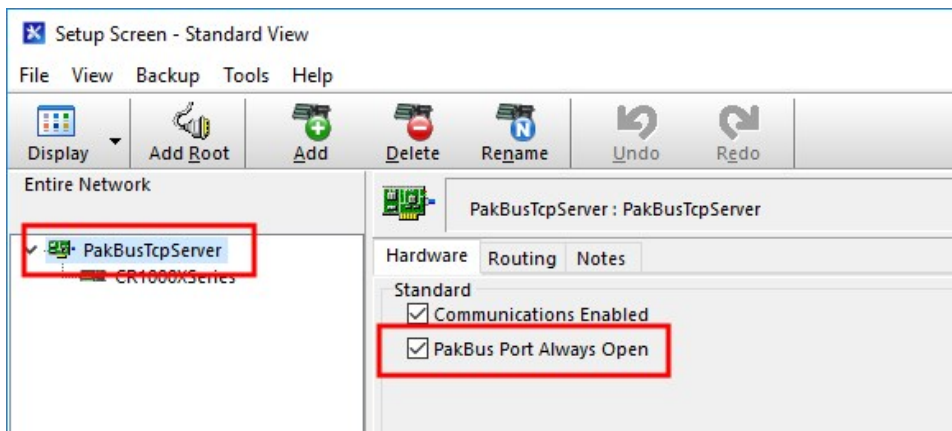 Setup Screen - Standard View
File View Backup Tools Help
Display Add Root Add Delete Rename Undo Redo
Entire Network
PakBusTcpServer : PakBusTcpServer
PakBusTcpServer
CR1000XSeries
Hardware Routing Notes
Standard
Communications Enabled
PakBus Port Always Open